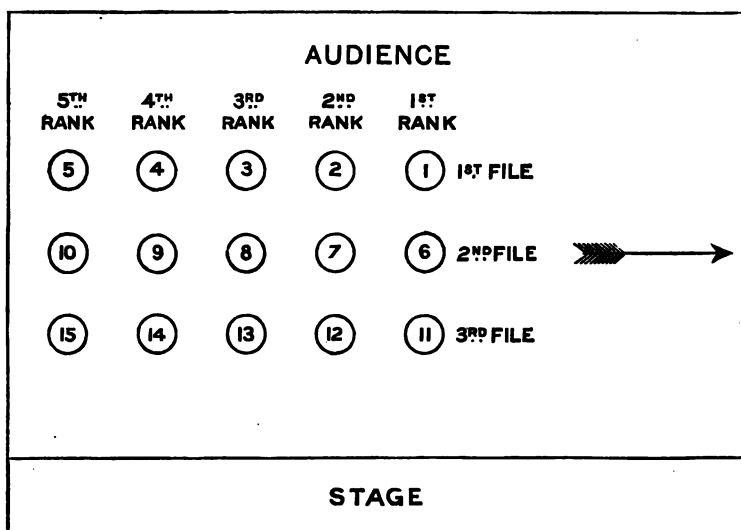 AUDIENCE
5TH RANK 4TH RANK 3RD RANK 2ND RANK 1ST RANK
5 4 3 2 1 1ST FILE
10 9 8 7 6 2ND FILE
15 14 13 12 11 3RD FILE
STAGE